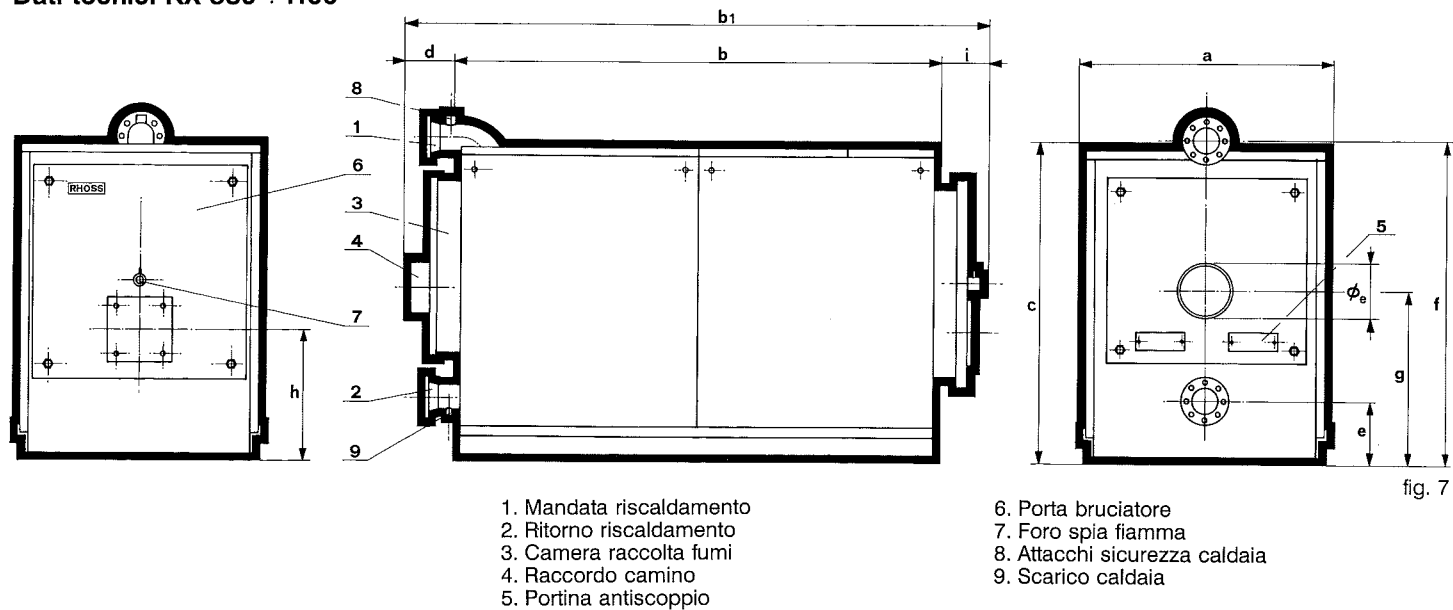 b1
d
b
i
a
8
1
6
RHOSS
3
5
4
c
ϕe
f
7
g
h
2
e
9
fig. 7
1. Mandata riscaldamento
2. Ritorno riscaldamento
3. Camera raccolta fumi
4. Raccordo camino
5. Portina antiscoppio
6. Porta bruciatore
7. Foro spia fiamma
8. Attacchi sicurezza caldaia
9. Scarico caldaia